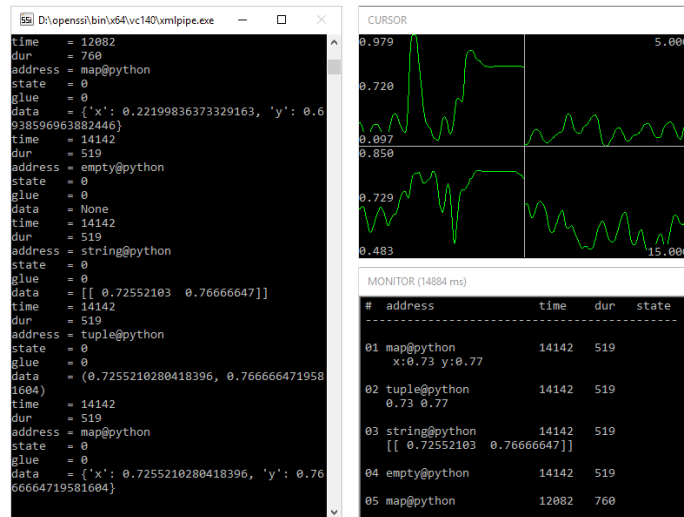 D:\openssi\bin\x64\vc140\xmlpipe.exe
time = 12082
dur = 760
address = map@python
state = 0
glue = 0
data = {'x': 0.22199836373329163, 'y': 0.6
938596963882446}
time = 14142
dur = 519
address = empty@python
state = 0
glue = 0
data = None
time = 14142
dur = 519
address = string@python
state = 0
glue = 0
data = [[ 0.72552103 0.76666647]]
time = 14142
dur = 519
address = tuple@python
state = 0
glue = 0
data = (0.7255210280418396, 0.766666471958
1604)
time = 14142
dur = 519
address = map@python
state = 0
glue = 0
data = {'x': 0.7255210280418396, 'y': 0.76
66664719581604}
CURSOR
0.979 5.000
0.720
0.097
0.850
0.729
0.483 15.000
MONITOR (14884 ms)
# address time dur state
----------------------------------------------
01 map@python 14142 519
x:0.73 y:0.77
02 tuple@python 14142 519
0.73 0.77
03 string@python 14142 519
[[ 0.72552103 0.76666647]]
04 empty@python 14142 519
05 map@python 12082 760